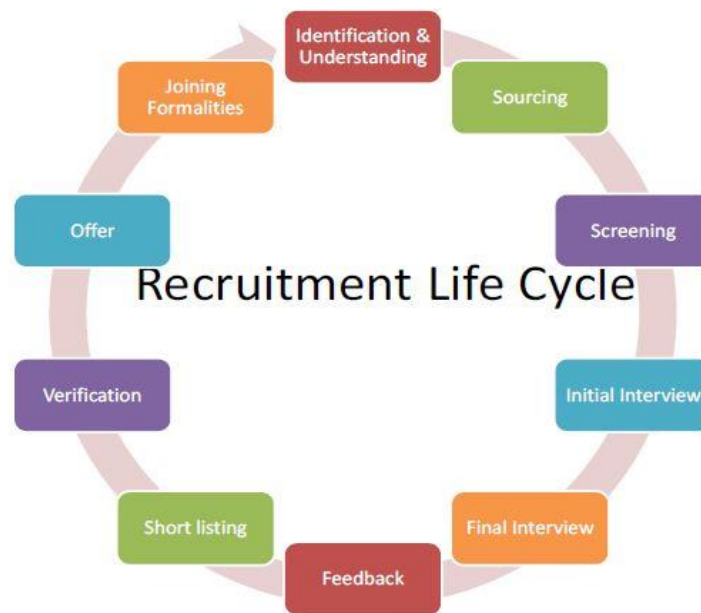 Identification &
Understanding
Sourcing
Screening
Initial Interview
Final Interview
Feedback
Short listing
Verification
Offer
Joining
Formalities
Recruitment Life Cycle